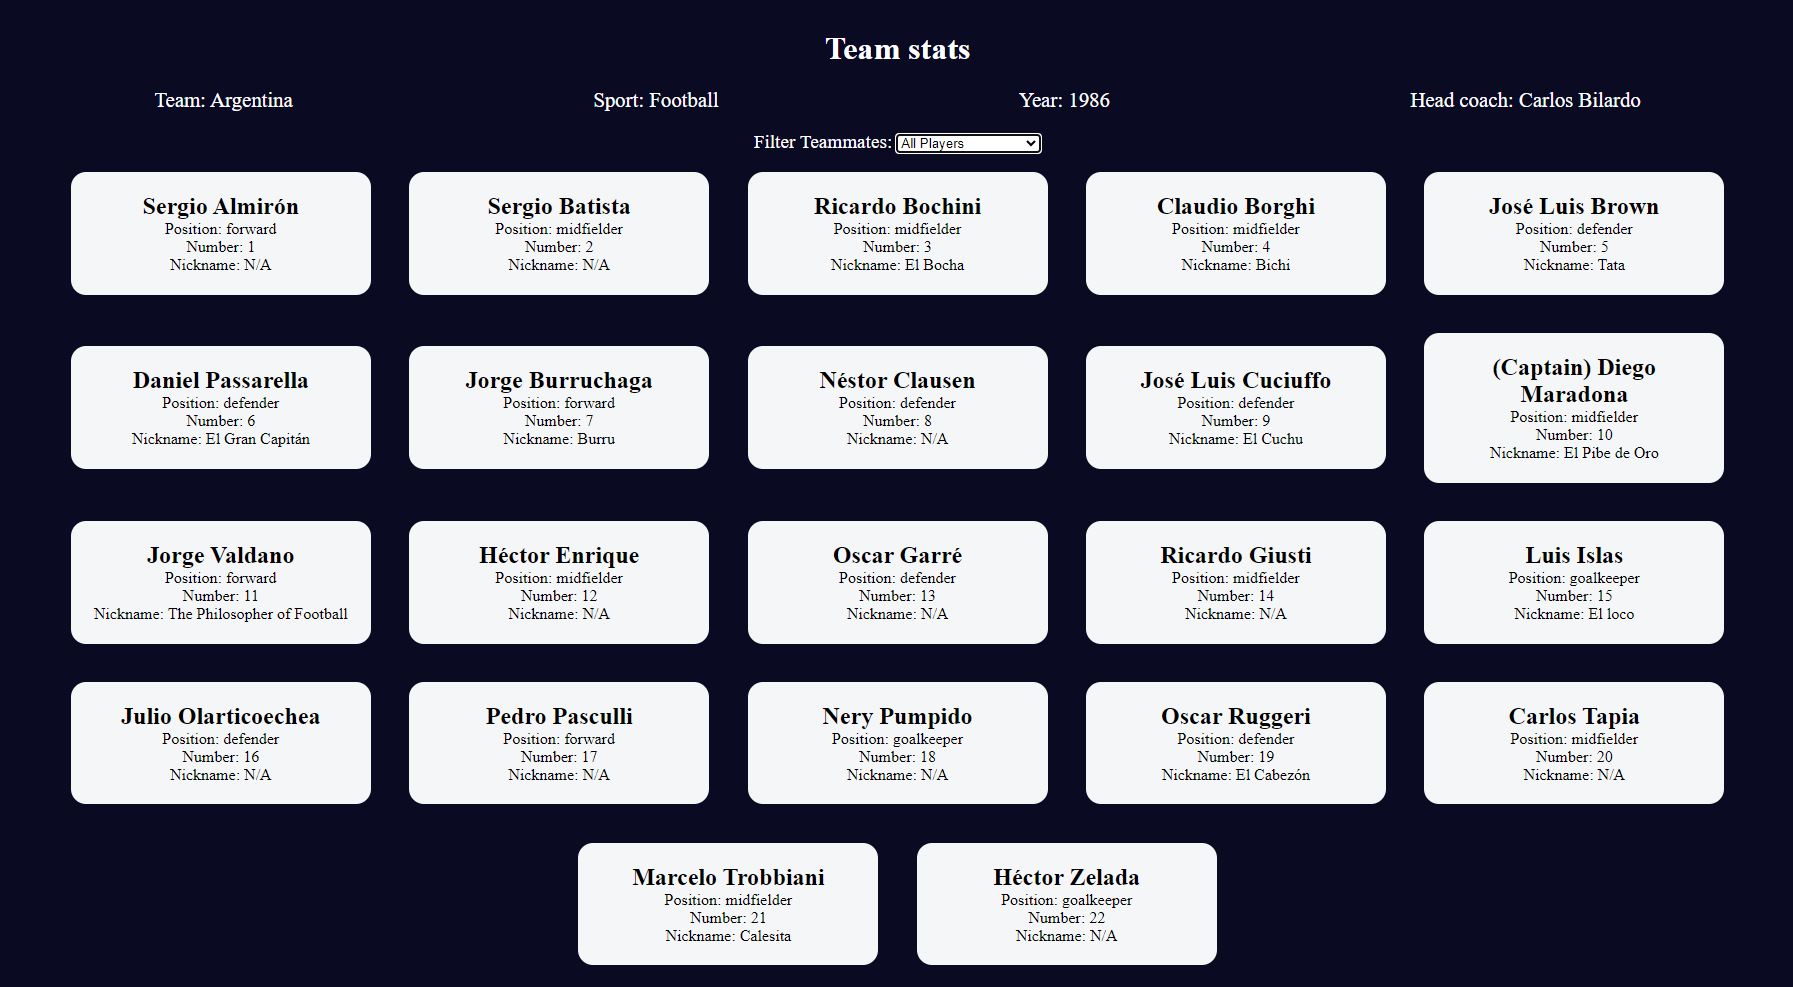 Team stats
Team: Argentina
Sport: Football
Year: 1986
Head coach: Carlos Bilardo
Filter Teammates: All Players
Sergio Almirón
Position: forward
Number: 1
Nickname: N/A
Sergio Batista
Position: midfielder
Number: 2
Nickname: N/A
Ricardo Bochini
Position: midfielder
Number: 3
Nickname: El Bocha
Claudio Borghi
Position: midfielder
Number: 4
Nickname: Bichi
José Luis Brown
Position: defender
Number: 5
Nickname: Tata
Daniel Passarella
Position: defender
Number: 6
Nickname: El Gran Capitán
Jorge Burruchaga
Position: forward
Number: 7
Nickname: Burru
Néstor Clausen
Position: defender
Number: 8
Nickname: N/A
José Luis Cuciuffo
Position: defender
Number: 9
Nickname: El Cuchu
(Captain) Diego
Maradona
Position: midfielder
Number: 10
Nickname: El Pibe de Oro
Jorge Valdano
Position: forward
Number: 11
Nickname: The Philosopher of Football
Héctor Enrique
Position: midfielder
Number: 12
Nickname: N/A
Oscar Garré
Position: defender
Number: 13
Nickname: N/A
Ricardo Giusti
Position: midfielder
Number: 14
Nickname: N/A
Luis Islas
Position: goalkeeper
Number: 15
Nickname: El loco
Julio Olarticoechea
Position: defender
Number: 16
Nickname: N/A
Pedro Pasculli
Position: forward
Number: 17
Nickname: N/A
Nery Pumpido
Position: goalkeeper
Number: 18
Nickname: N/A
Oscar Ruggeri
Position: defender
Number: 19
Nickname: El Cabezón
Carlos Tapia
Position: midfielder
Number: 20
Nickname: N/A
Marcelo Trobbiani
Position: midfielder
Number: 21
Nickname: Calesita
Héctor Zelada
Position: goalkeeper
Number: 22
Nickname: N/A